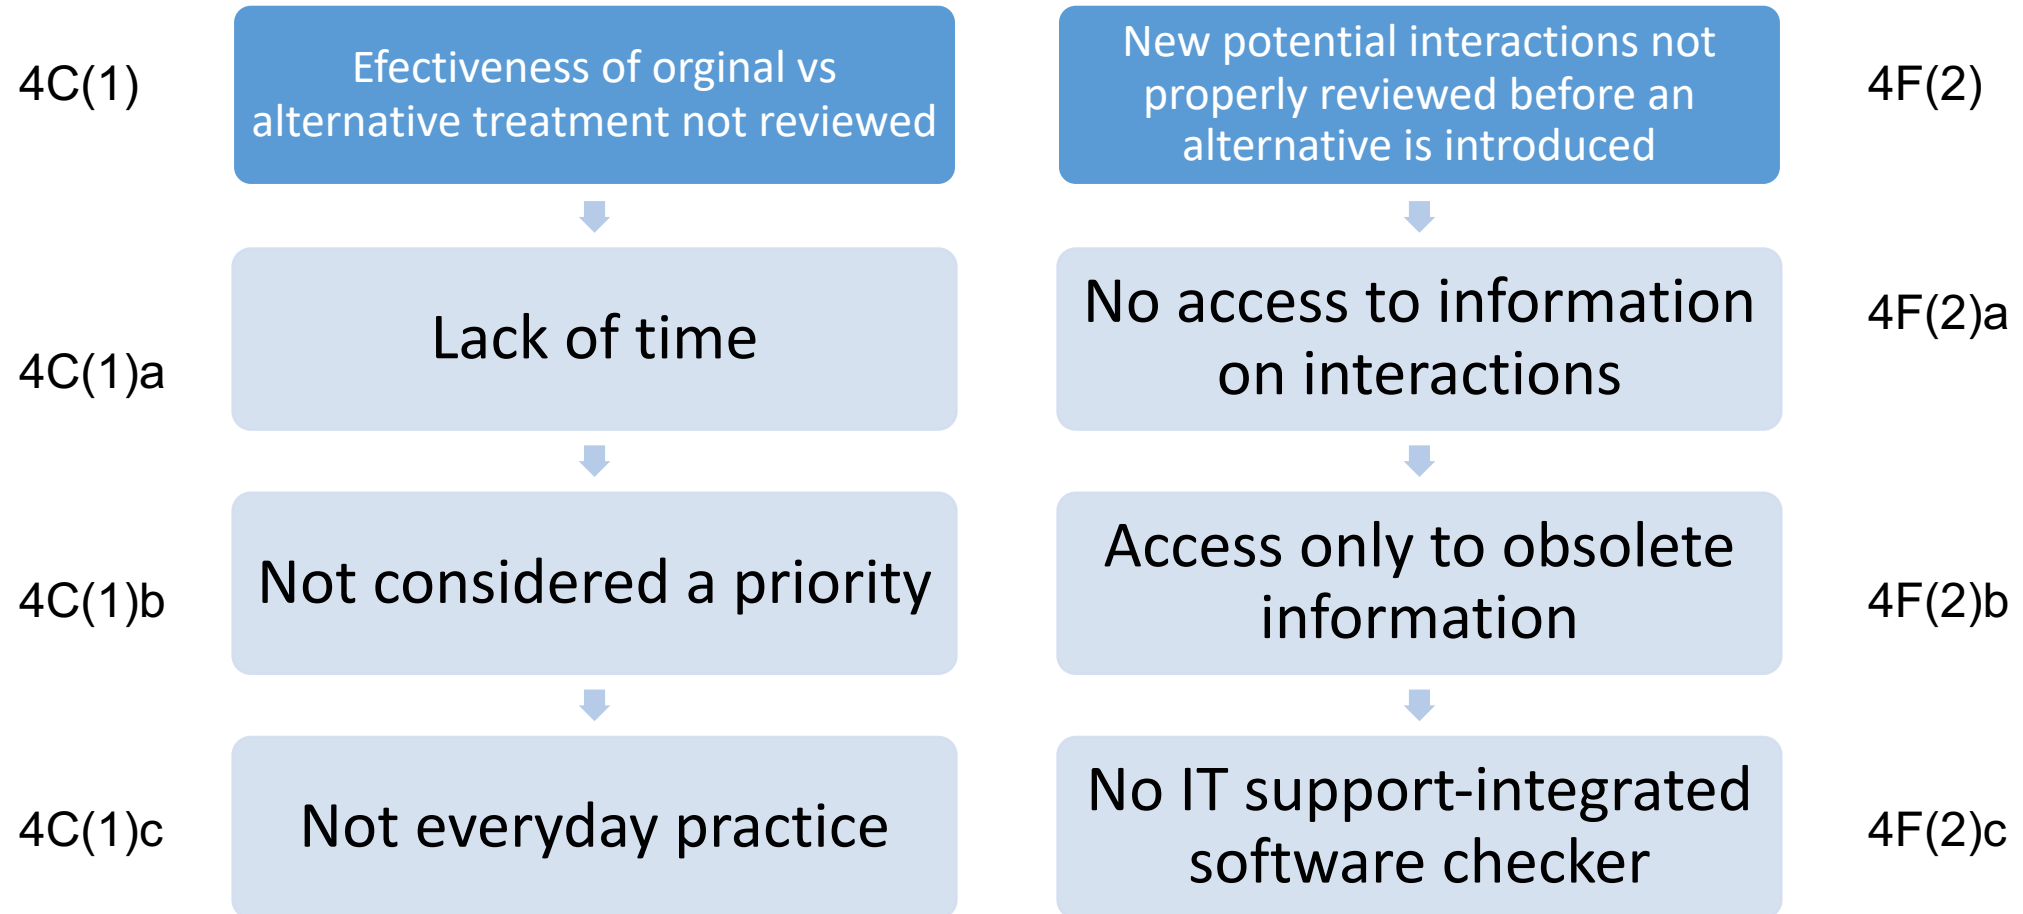 4C(1)
Efectiveness of orginal vs
alternative treatment not reviewed
New potential interactions not
properly reviewed before an
alternative is introduced
4F(2)
4C(1)a
Lack of time
No access to information
on interactions
4F(2)a
4C(1)b
Not considered a priority
Access only to obsolete
information
4F(2)b
4C(1)c
Not everyday practice
No IT support-integrated
software checker
4F(2)c